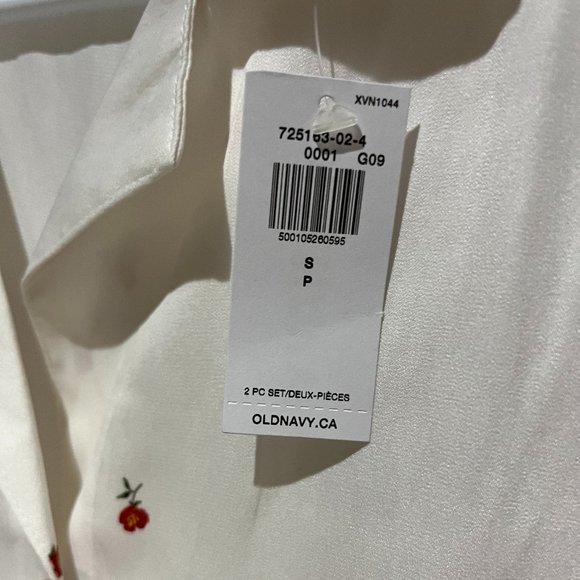 XVN1044
725163-02-4
0001 G09
500105260595
S
P
2 PC SET/DEUX-PIÈCES
OLDNAVY.CA